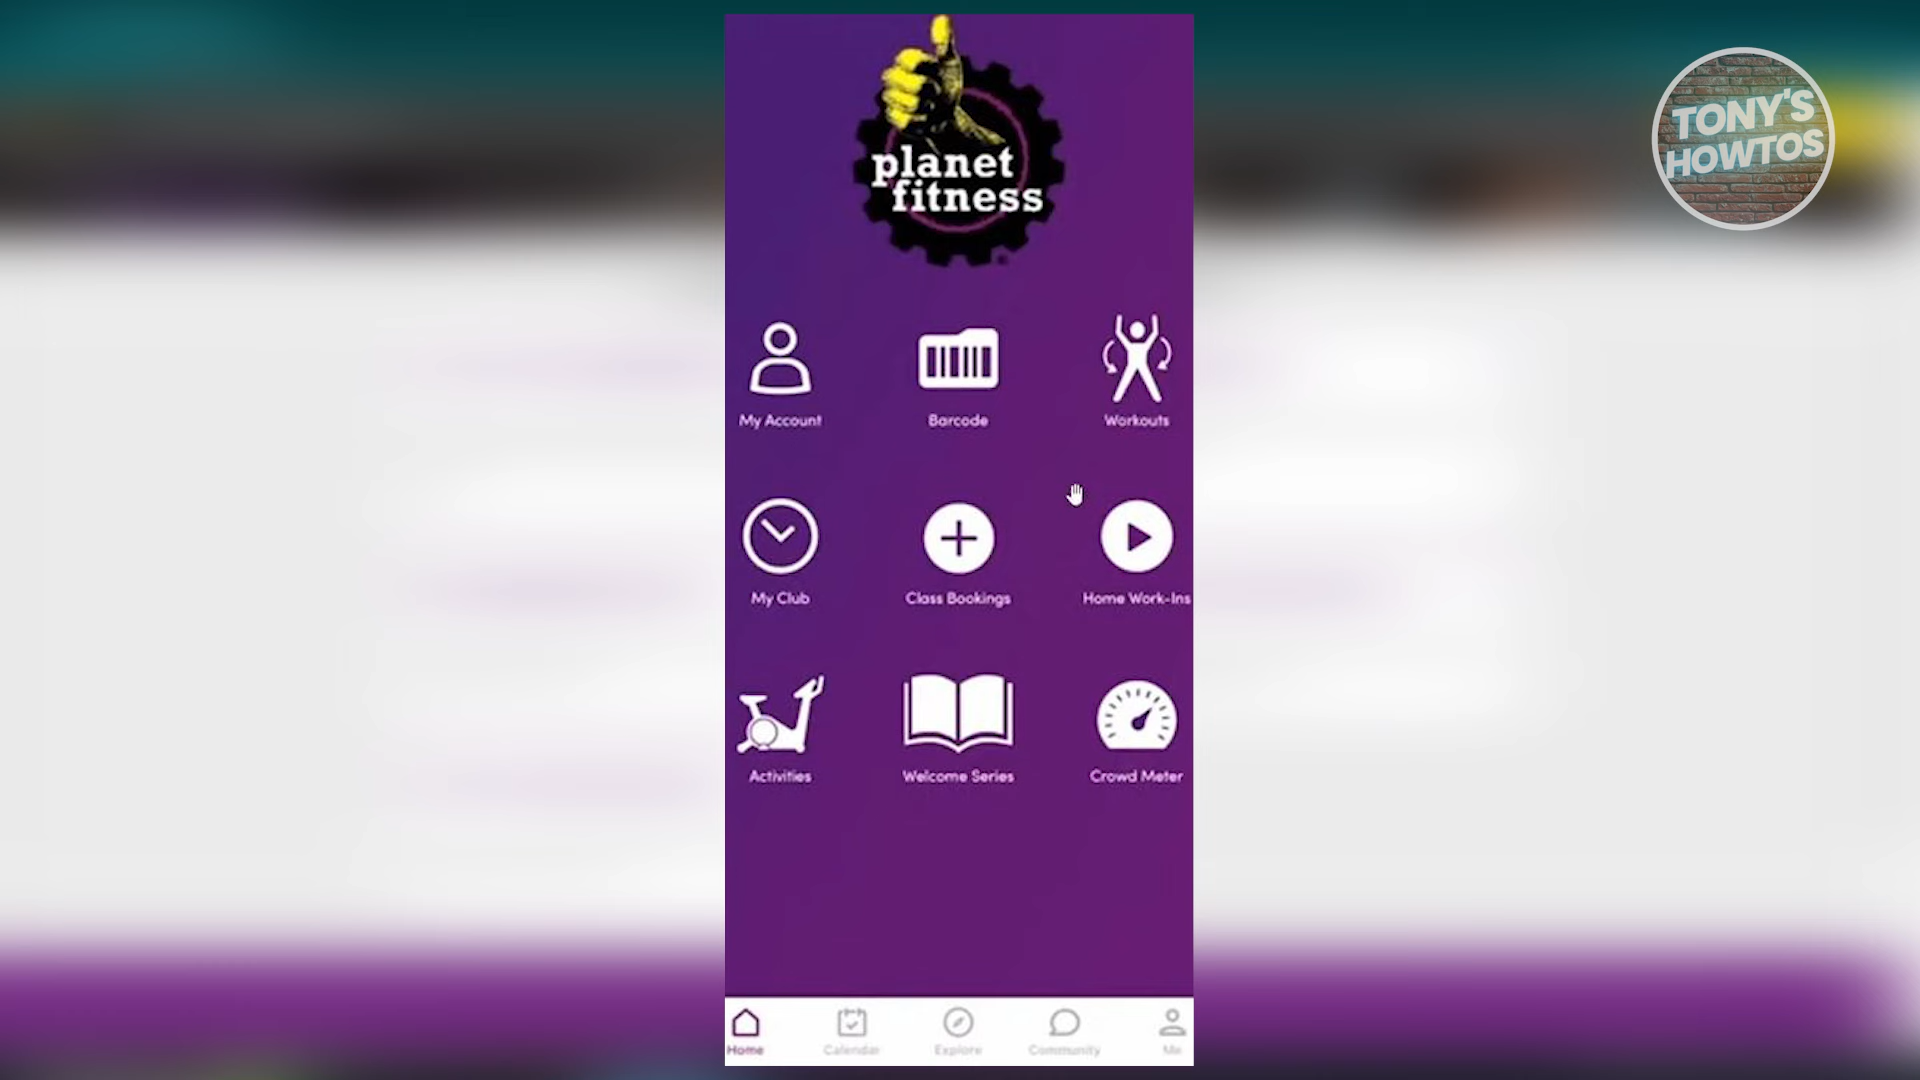 planet
fitness
TONY'S
HOWTOS
My Account
Barcode
Workouts
My Club
Class Bookings
Home Work-Ins
Activities
Welcome Series
Crowd Meter
Home
Calendar
Explore
Community
Me